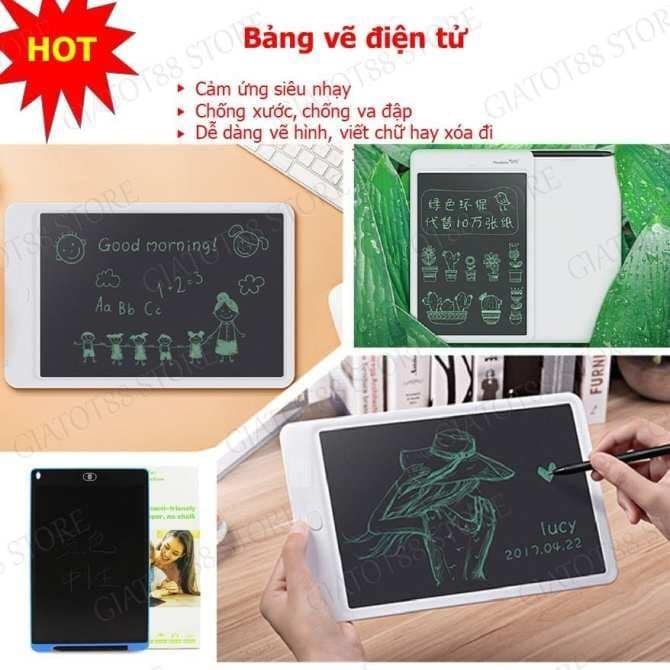 HOT
Bảng vẽ điện tử
Cảm ứng siêu nhạy
Chống xước, chống va đập
Dễ dàng vẽ hình, viết chữ hay xóa đi
Good morning!
1+2=3
Aa Bb Cc
绿色环保
代替10万张纸
FURNI
lucy
2017.04.22
GIATOT88 STORE